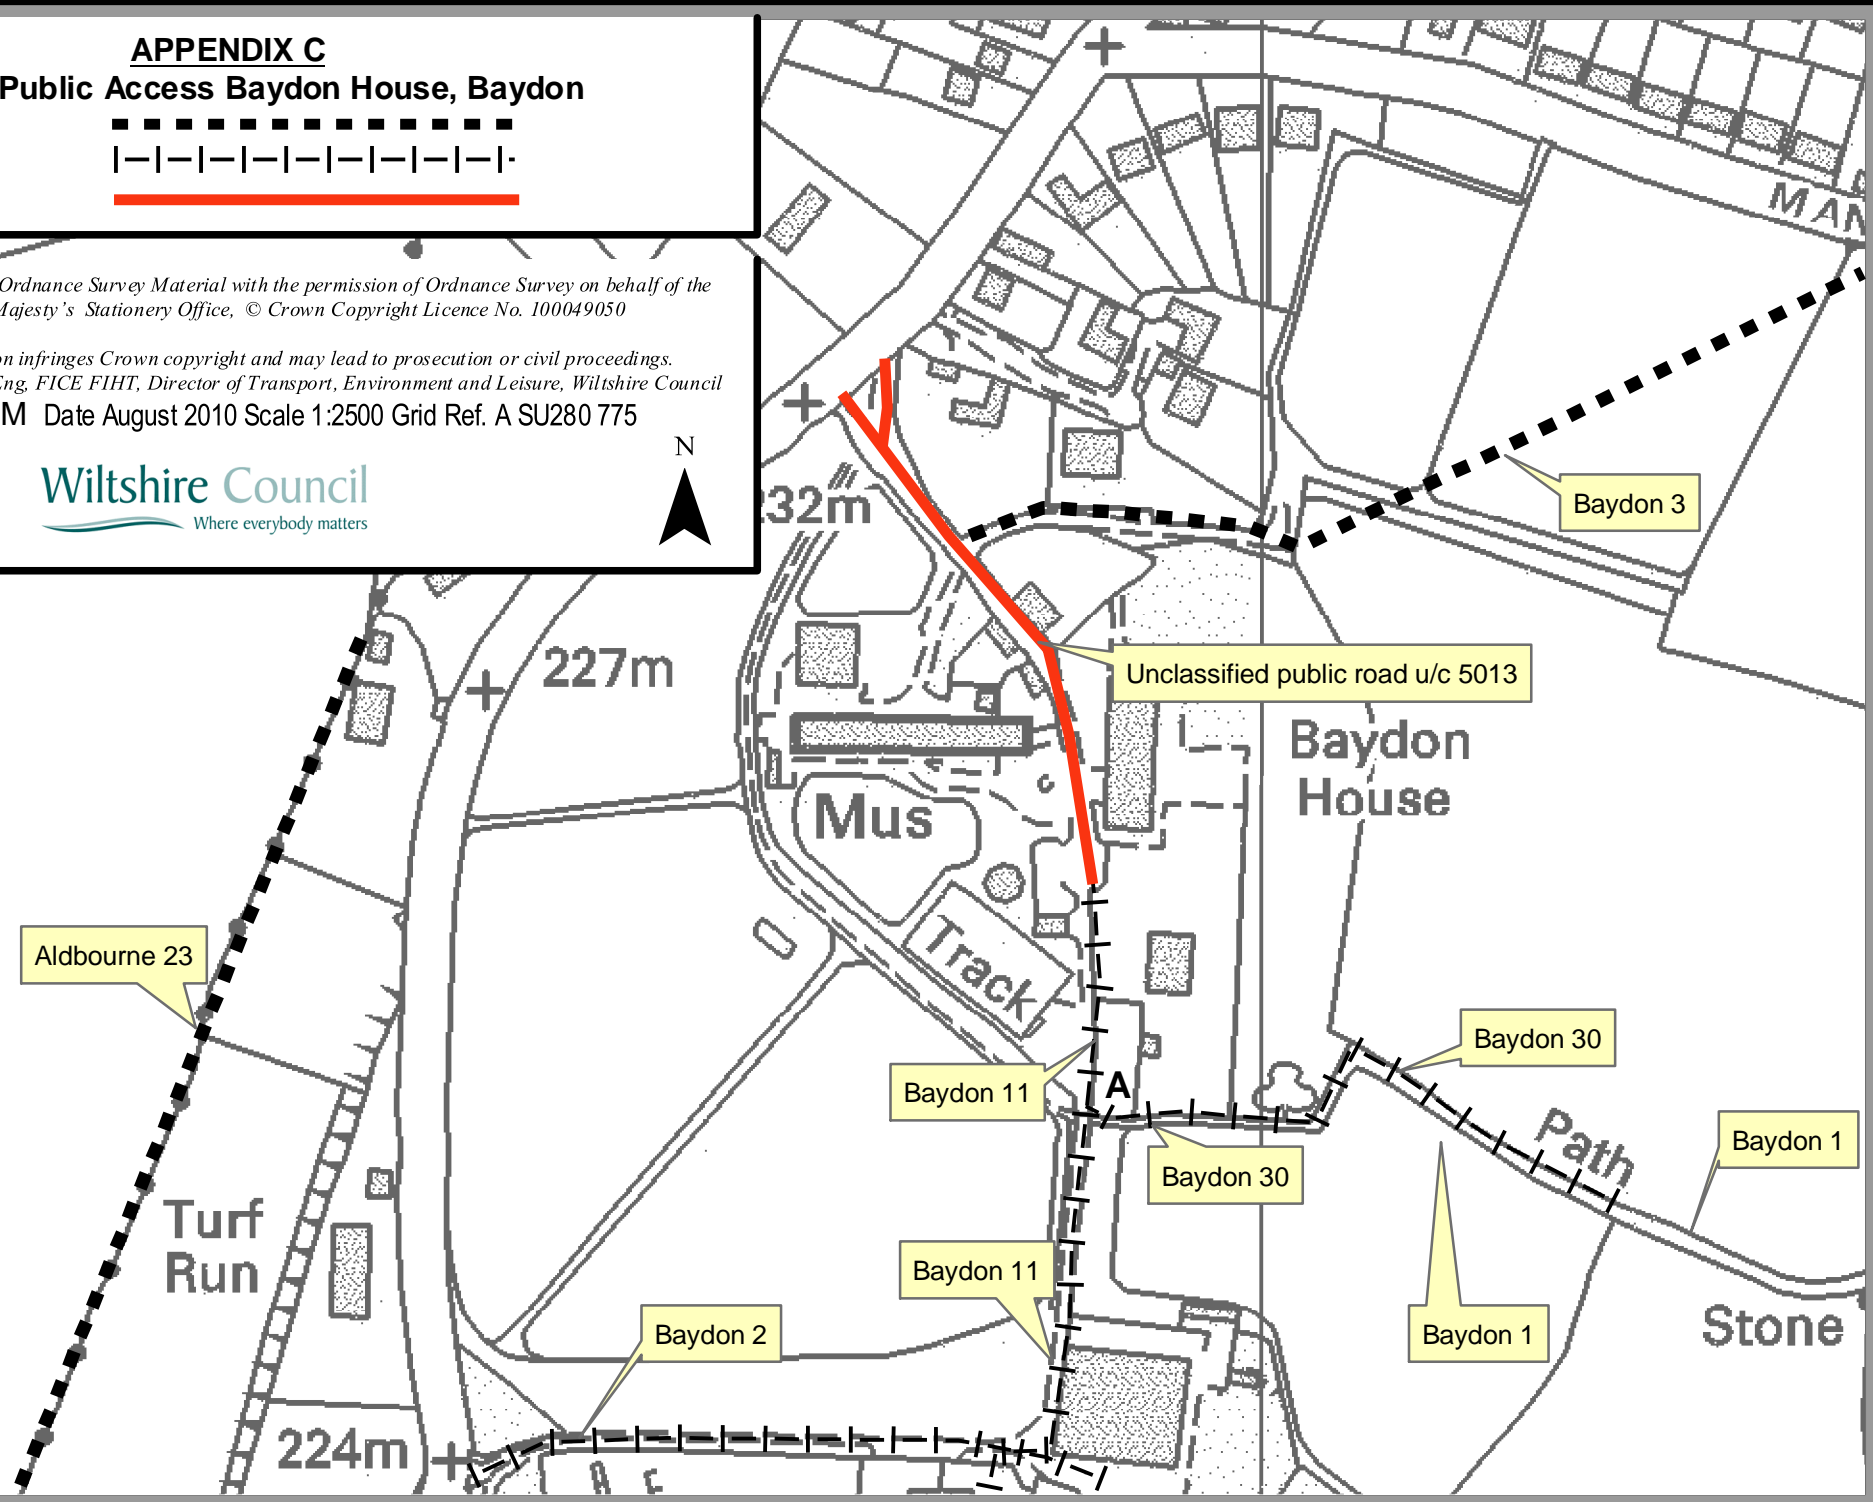 APPENDIX C
Public Access Baydon House, Baydon
Ordnance Survey Material with the permission of Ordnance Survey on behalf of the
Majesty's Stationery Office, © Crown Copyright Licence No. 100049050
on infringes Crown copyright and may lead to prosecution or civil proceedings.
Eng, FICE FIHT, Director of Transport, Environment and Leisure, Wiltshire Council
M Date August 2010 Scale 1:2500 Grid Ref. A SU280 775
N
Wiltshire Council
Where everybody matters
MAN
232m
Baydon 3
227m
Unclassified public road u/c 5013
Baydon
House
Mus
Aldbourne 23
Track
Baydon 30
Baydon 11
A
Path
Baydon 1
Baydon 30
Turf
Run
Baydon 11
Baydon 2
Baydon 1
Stone
224m